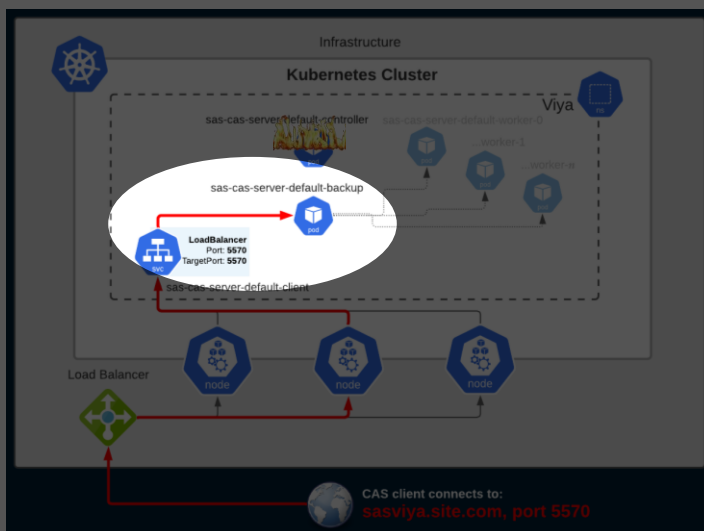 Infrastructure
Kubernetes Cluster
Viya
ns
sas-cas-server-default-controller
sas-cas-server-default-worker-0
pod
pod
...worker-1
pod
...worker-n
pod
sas-cas-server-default-backup
pod
LoadBalancer
Port: 5570
TargetPort: 5570
svc
sas-cas-server-default-client
node
node
node
Load Balancer
CAS client connects to:
sasviya.site.com, port 5570